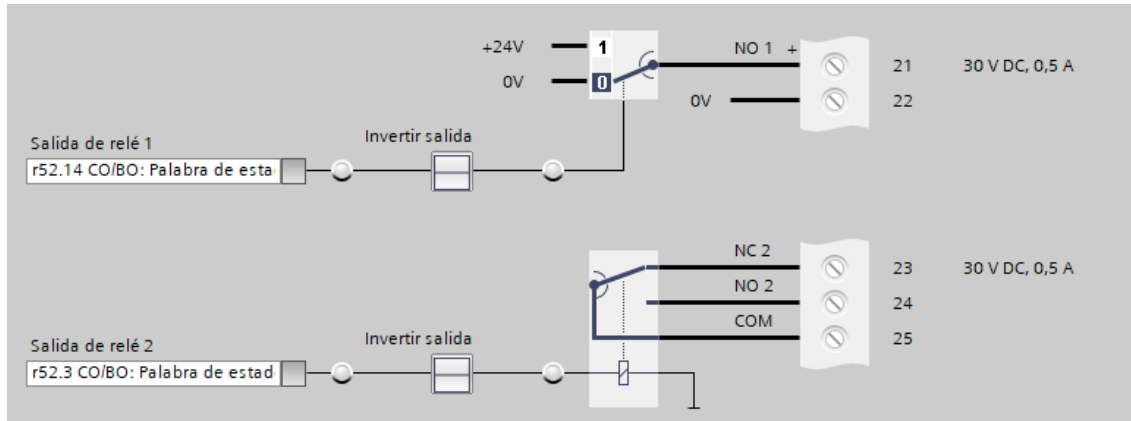 +24V 1 NO 1 +
21 30 V DC, 0,5 A
0V 0
0V 22
Salida de relé 1 Invertir salida
r52.14 CO/BO: Palabra de esta
NC 2
23 30 V DC, 0,5 A
NO 2
24
COM
25
Salida de relé 2 Invertir salida
r52.3 CO/BO: Palabra de estad